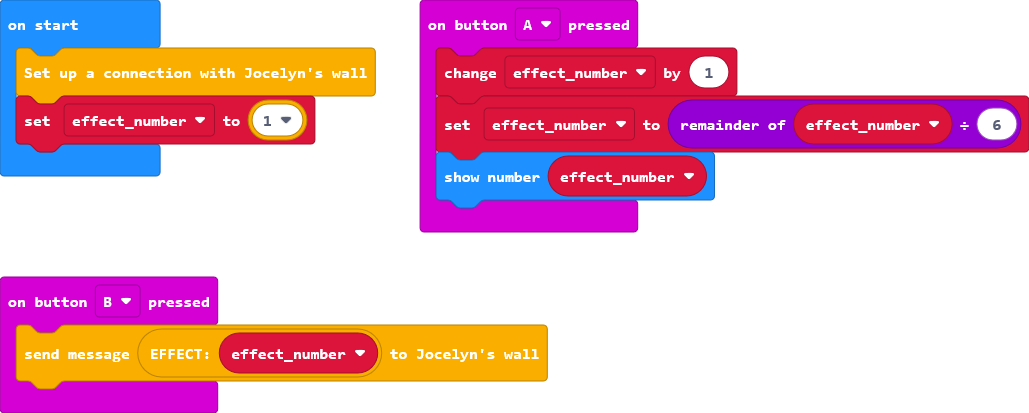 on start
Set up a connection with Jocelyn's wall
set effect_number to 1
on button A pressed
change effect_number by 1
set effect_number to remainder of effect_number ÷ 6
show number effect_number
on button B pressed
send message EFFECT: effect_number to Jocelyn's wall